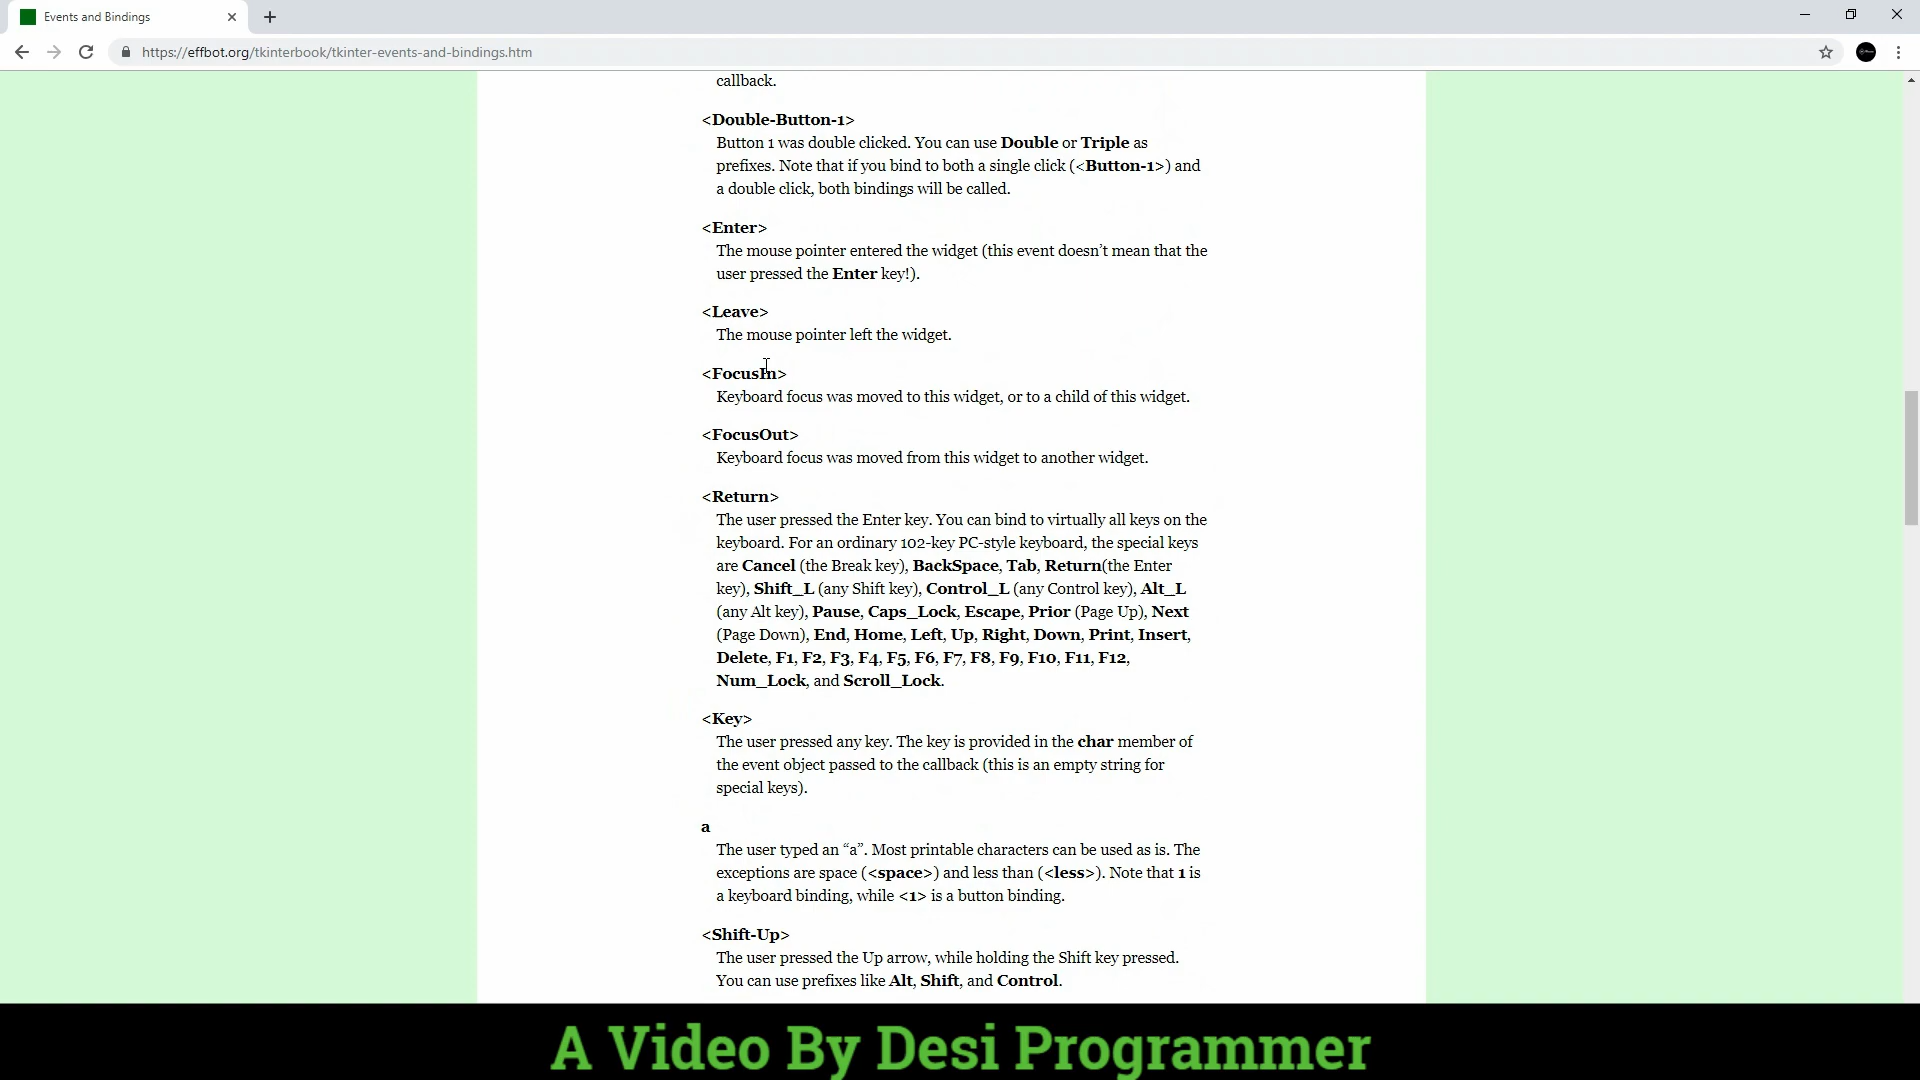 Events and Bindings
https://effbot.org/tkinterbook/tkinter-events-and-bindings.htm
callback.
<Double-Button-1>
Button 1 was double clicked. You can use Double or Triple as
prefixes. Note that if you bind to both a single click (<Button-1>) and
a double click, both bindings will be called.
<Enter>
The mouse pointer entered the widget (this event doesn’t mean that the
user pressed the Enter key!).
<Leave>
The mouse pointer left the widget.
<FocusIn>
Keyboard focus was moved to this widget, or to a child of this widget.
<FocusOut>
Keyboard focus was moved from this widget to another widget.
<Return>
The user pressed the Enter key. You can bind to virtually all keys on the
keyboard. For an ordinary 102-key PC-style keyboard, the special keys
are Cancel (the Break key), BackSpace, Tab, Return(the Enter
key), Shift_L (any Shift key), Control_L (any Control key), Alt_L
(any Alt key), Pause, Caps_Lock, Escape, Prior (Page Up), Next
(Page Down), End, Home, Left, Up, Right, Down, Print, Insert,
Delete, F1, F2, F3, F4, F5, F6, F7, F8, F9, F10, F11, F12,
Num_Lock, and Scroll_Lock.
<Key>
The user pressed any key. The key is provided in the char member of
the event object passed to the callback (this is an empty string for
special keys).
a
The user typed an “a”. Most printable characters can be used as is. The
exceptions are space (<space>) and less than (<less>). Note that 1 is
a keyboard binding, while <1> is a button binding.
<Shift-Up>
The user pressed the Up arrow, while holding the Shift key pressed.
You can use prefixes like Alt, Shift, and Control.
A Video By Desi Programmer